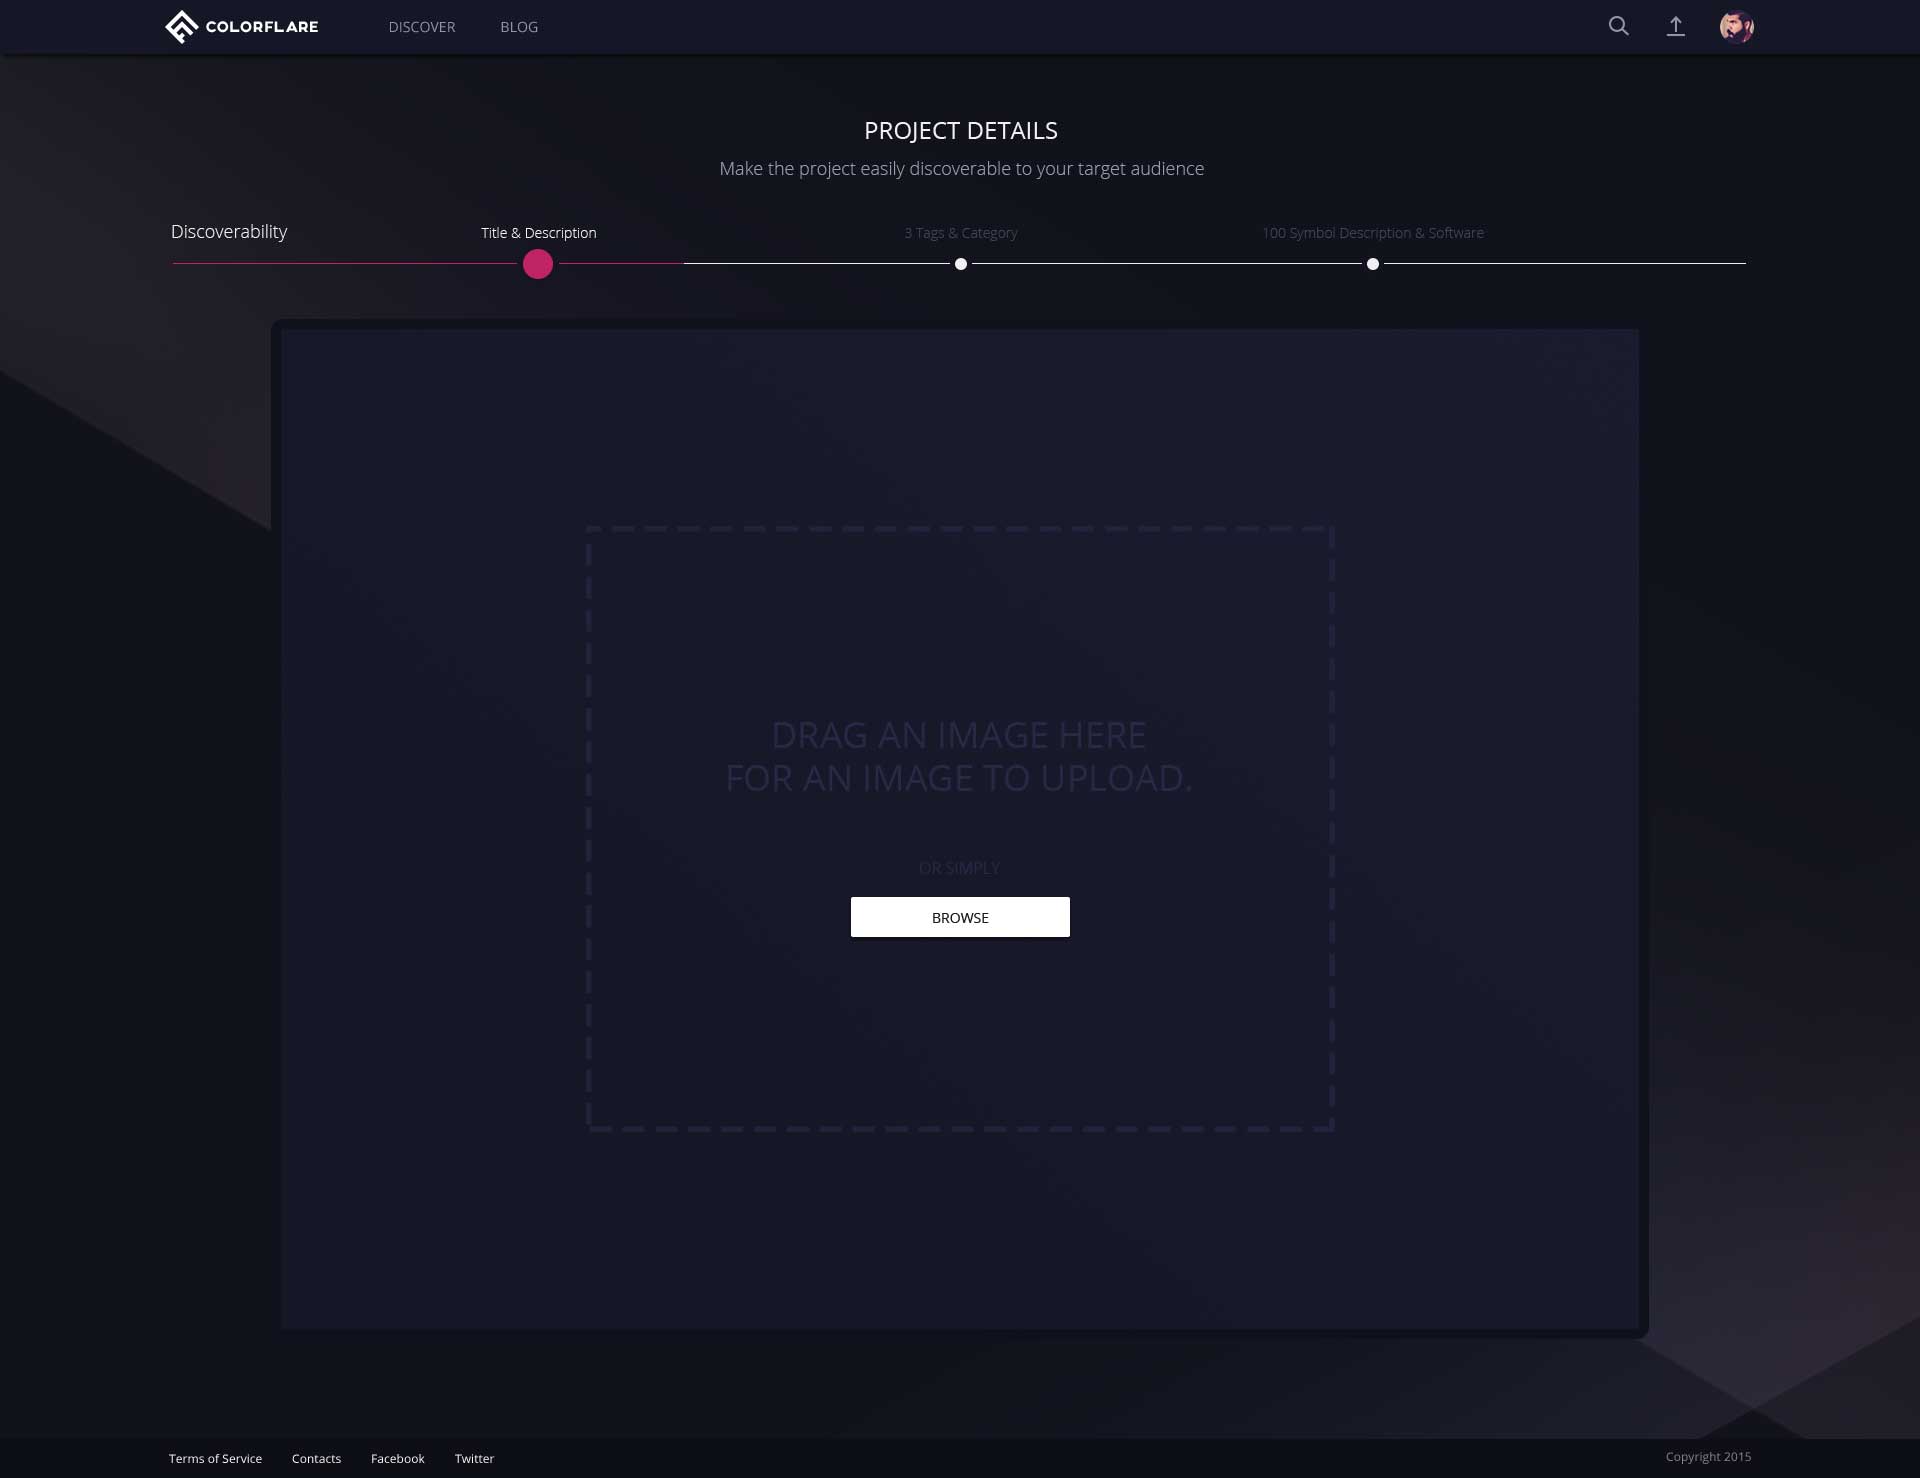 COLORFLARE
DISCOVER
BLOG
PROJECT DETAILS
Make the project easily discoverable to your target audience
Discoverability
Title & Description
3 Tags & Category
100 Symbol Description & Software
DRAG AN IMAGE HERE
FOR AN IMAGE TO UPLOAD.
OR SIMPLY
BROWSE
Terms of Service
Contacts
Facebook
Twitter
Copyright 2015